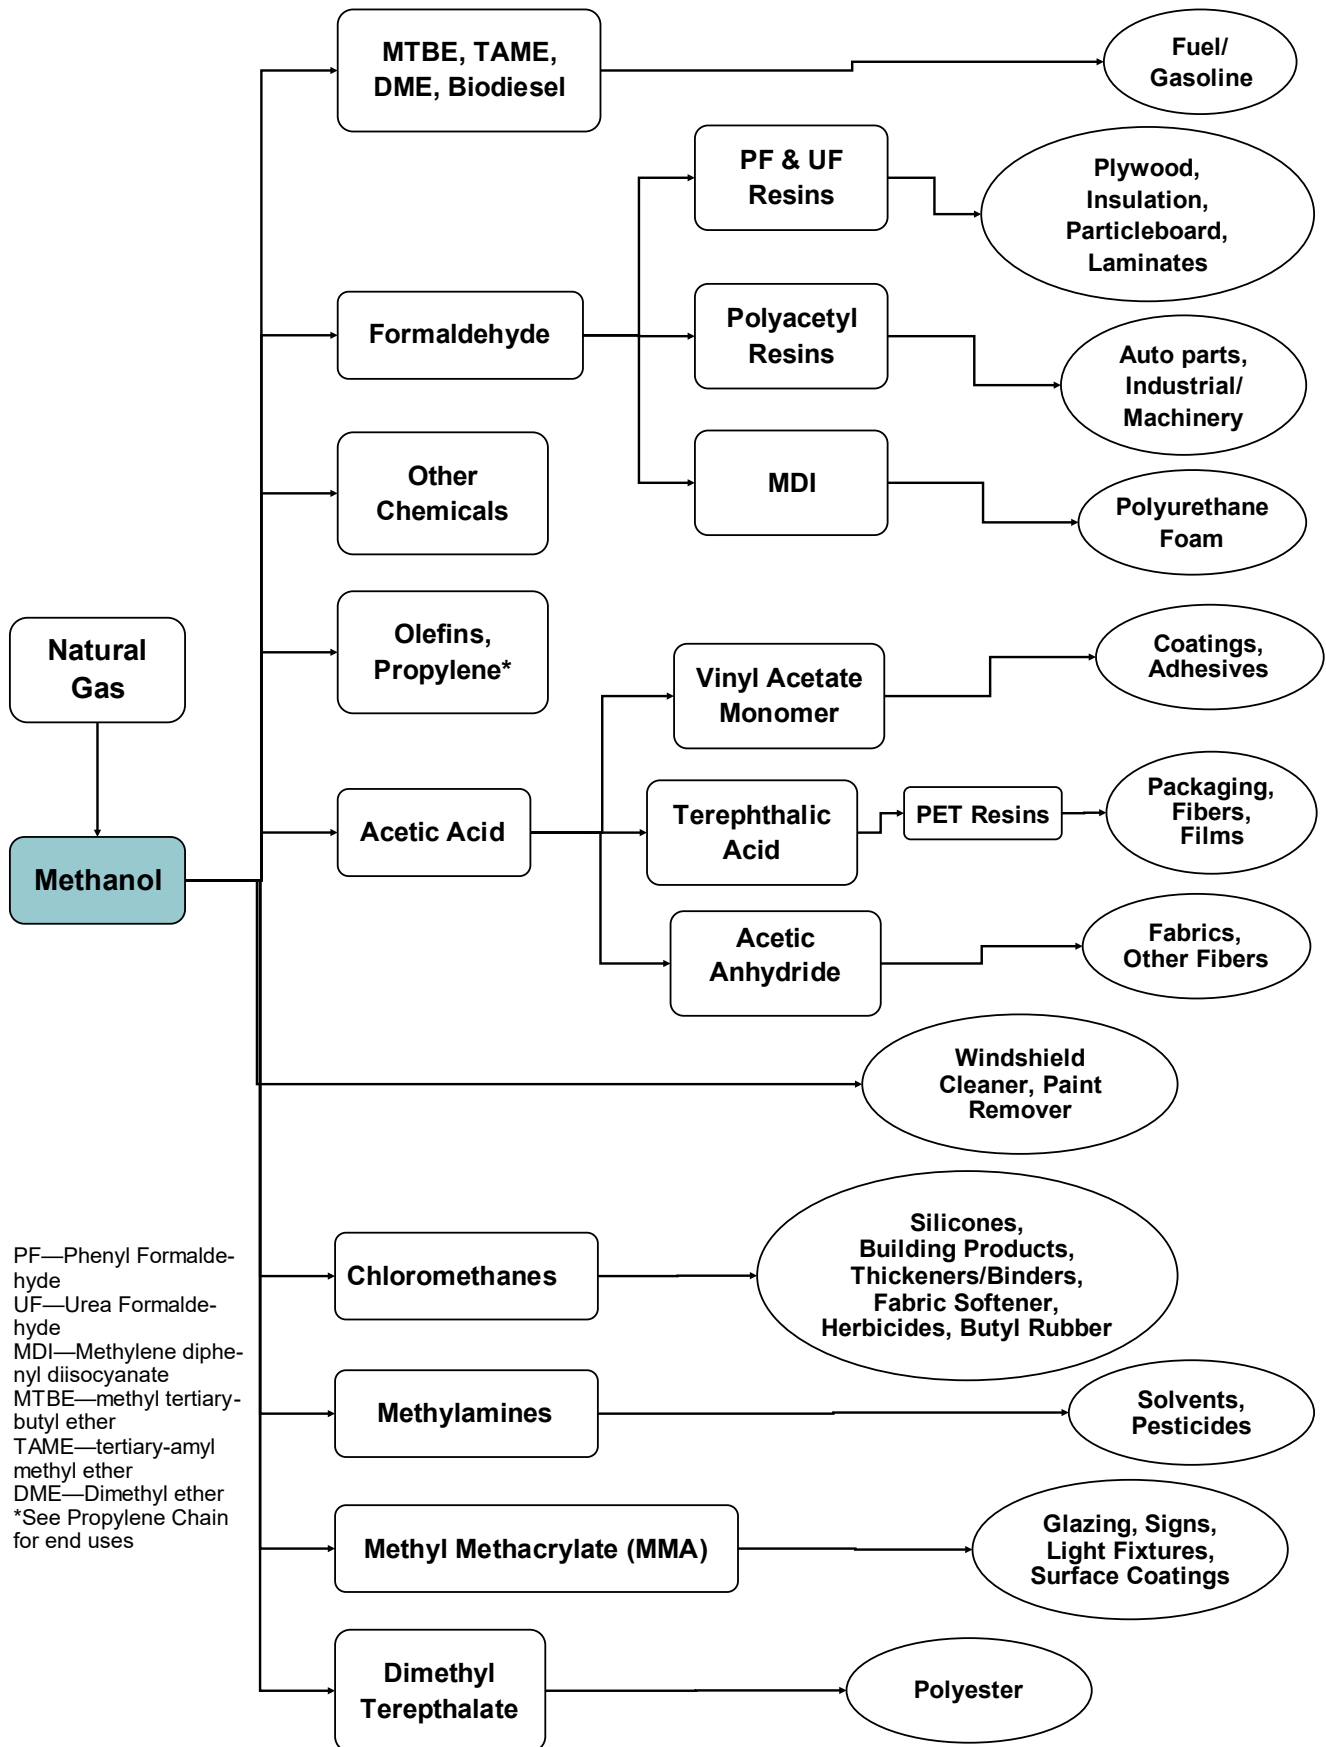 MTBE, TAME,
DME, Biodiesel
Fuel/
Gasoline
PF & UF
Resins
Plywood,
Insulation,
Particleboard,
Laminates
Formaldehyde
Polyacetyl
Resins
Auto parts,
Industrial/
Machinery
Other
Chemicals
MDI
Polyurethane
Foam
Natural
Gas
Olefins,
Propylene*
Vinyl Acetate
Monomer
Coatings,
Adhesives
Methanol
Acetic Acid
Terephthalic
Acid
PET Resins
Packaging,
Fibers,
Films
Acetic
Anhydride
Fabrics,
Other Fibers
Windshield
Cleaner, Paint
Remover
Chloromethanes
Silicones,
Building Products,
Thickeners/Binders,
Fabric Softener,
Herbicides, Butyl Rubber
Methylamines
Solvents,
Pesticides
Methyl Methacrylate (MMA)
Glazing, Signs,
Light Fixtures,
Surface Coatings
Dimethyl
Terepthalate
Polyester
PF—Phenyl Formalde-
hyde
UF—Urea Formalde-
hyde
MDI—Methylene diphe-
nyl diisocyanate
MTBE—methyl tertiary-
butyl ether
TAME—tertiary-amyl
methyl ether
DME—Dimethyl ether
*See Propylene Chain
for end uses